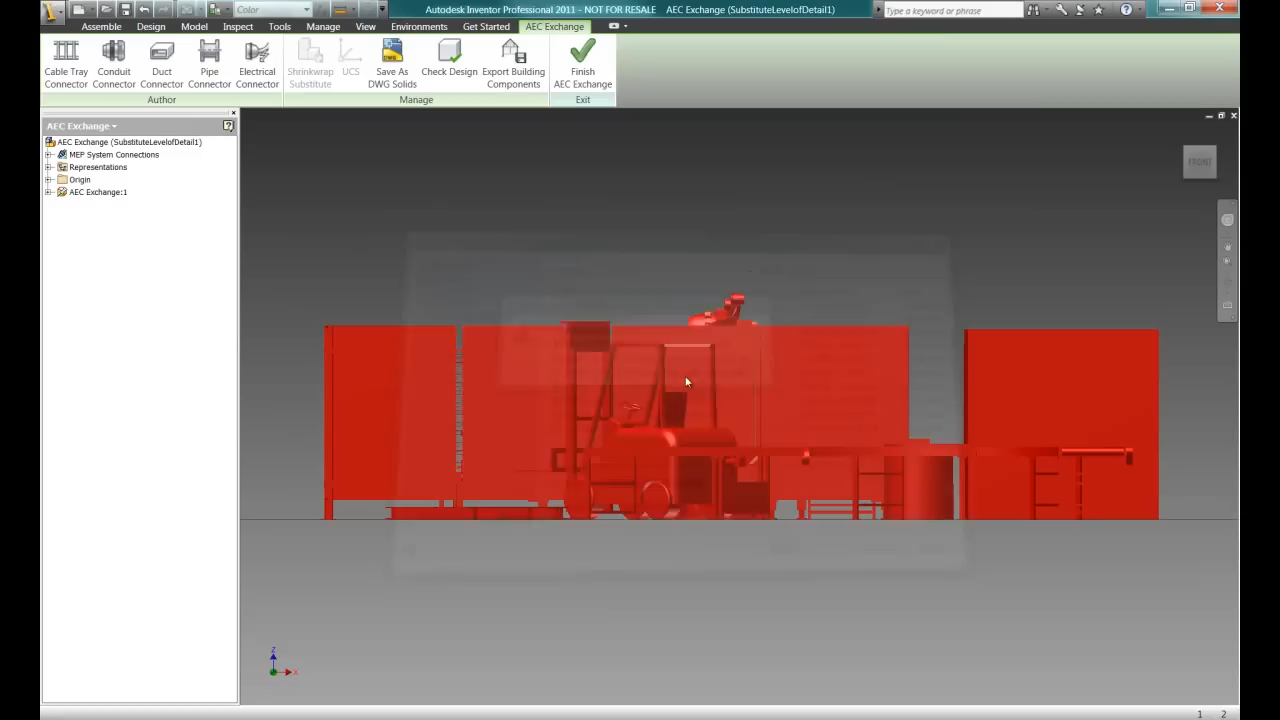 Color
Autodesk Inventor Professional 2011 - NOT FOR RESALE AEC Exchange (SubstituteLevelofDetail1)
Type a keyword or phrase
Assemble Design Model Inspect Tools Manage View Environments Get Started AEC Exchange
Cable Tray Connector
Conduit Connector
Duct Connector
Pipe Connector
Electrical Connector
Shrinkwrap Substitute
UCS
Save As DWG Solids
Check Design
Export Building Components
Finish AEC Exchange
Author
Manage
Exit
AEC Exchange
AEC Exchange (SubstituteLevelofDetail1)
MEP System Connections
Representations
Origin
AEC Exchange:1
FRONT
Z
X
1 2